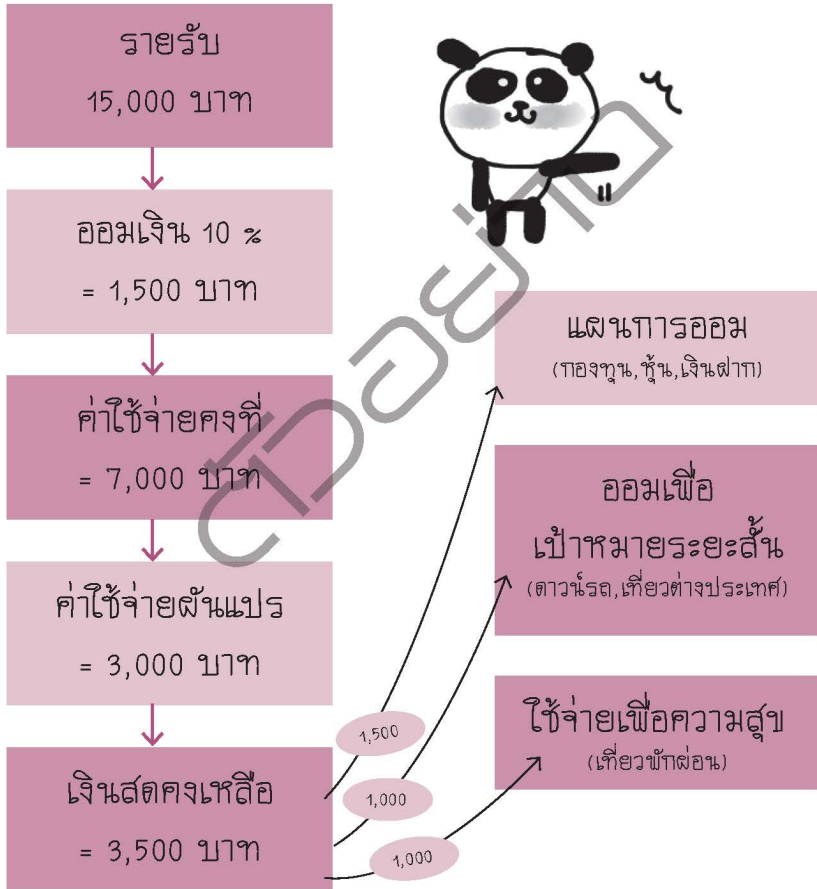 รายรับ
15,000 บาท
ออมเงิน 10 %
= 1,500 บาท
ค่าใช้จ่ายคงที่
= 7,000 บาท
ค่าใช้จ่ายผันแปร
= 3,000 บาท
เงินสดคงเหลือ
= 3,500 บาท
1,500
1,000
1,000
แผนการออม
(กองทุน,หุ้น,เงินฝาก)
ออมเพื่อ
เป้าหมายระยะสั้น
(ดาวน์รถ,เที่ยวต่างประเทศ)
ใช้จ่ายเพื่อความสุข
(เที่ยวพักผ่อน)
ตัวอย่าง